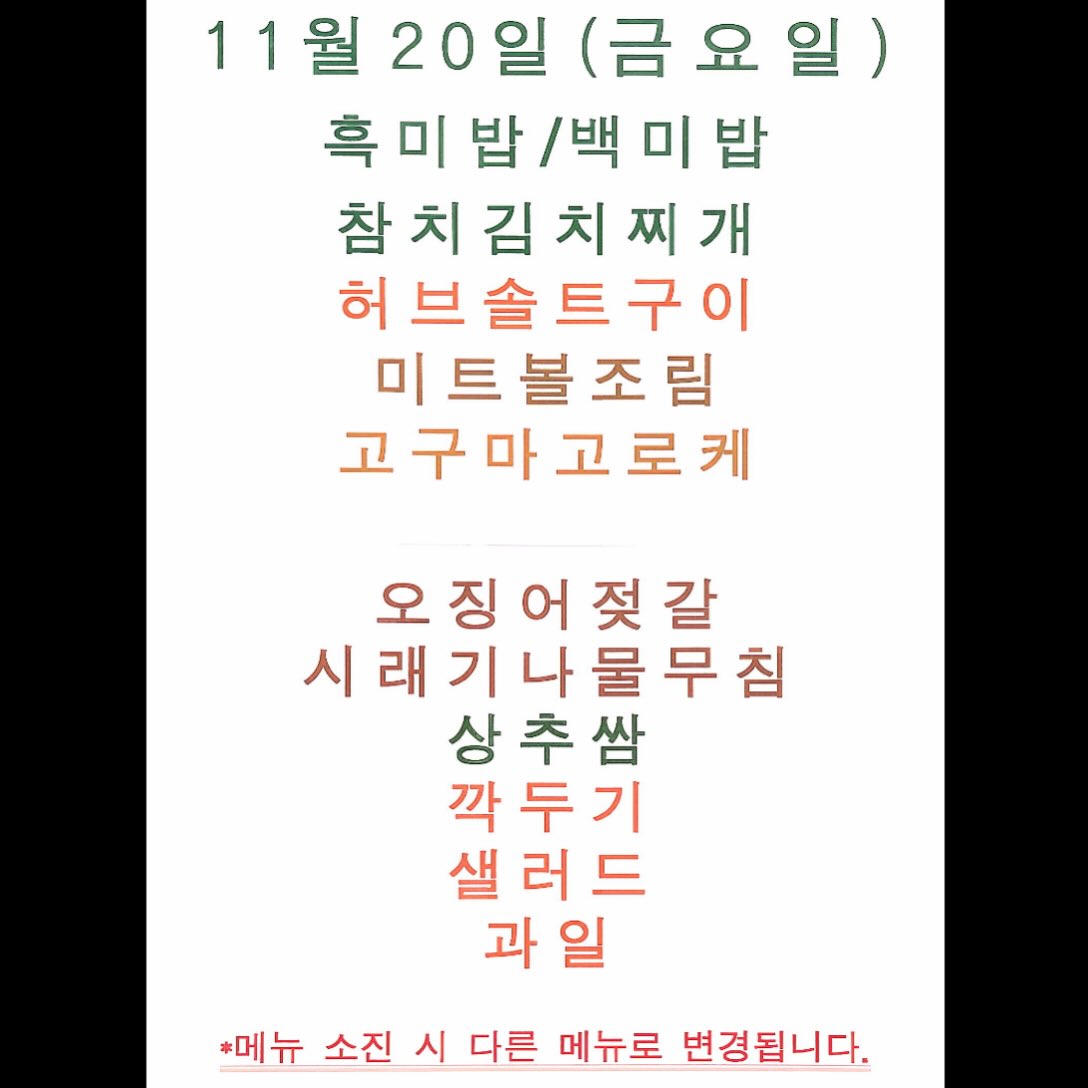 11월20일(금요일)
흑미밥/백미밥
참치김치찌개
허브솔트구이
미트볼조림
고구마고로케
오징어젖갈
시래기나물무침
상추쌈
깍두기
샐러드
과일
*메뉴 소진 시 다른 메뉴로 변경됩니다.